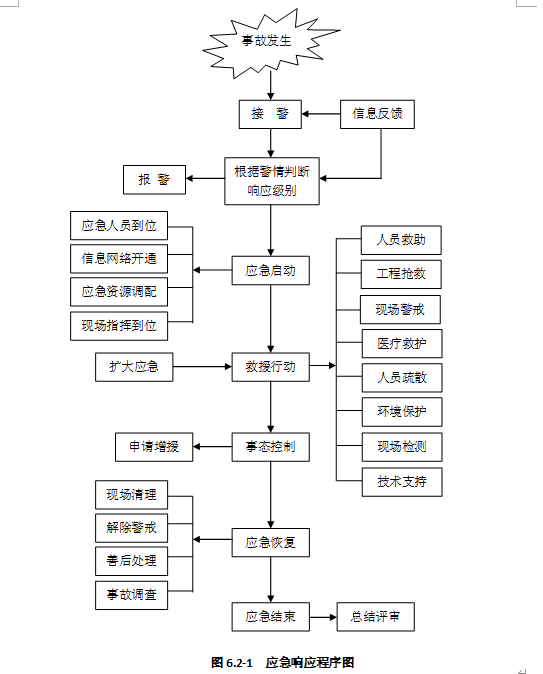 事故发生
接 警
信息反馈
报 警
根据警情判断
响应级别
应急人员到位
信息网络开通
应急资源调配
现场指挥到位
应急启动
人员救助
工程抢救
现场警戒
医疗救护
人员疏散
环境保护
现场检测
技术支持
扩大应急
救援行动
申请增援
事态控制
现场清理
解除警戒
善后处理
事故调查
应急恢复
应急结束
总结评审
图 6.2-1 应急响应程序图